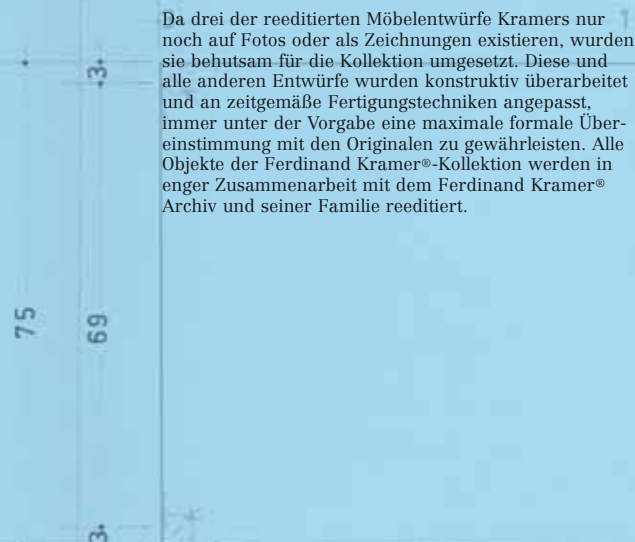 Da drei der reeditierten Möbelentwürfe Kramers nur
noch auf Fotos oder als Zeichnungen existieren, wurden
sie behutsam für die Kollektion umgesetzt. Diese und
alle anderen Entwürfe wurden konstruktiv überarbeitet
und an zeitgemäße Fertigungstechniken angepasst,
immer unter der Vorgabe eine maximale formale Über-
einstimmung mit den Originalen zu gewährleisten. Alle
Objekte der Ferdinand Kramer®-Kollektion werden in
enger Zusammenarbeit mit dem Ferdinand Kramer®
Archiv und seiner Familie reeditiert.
3
75
69
3